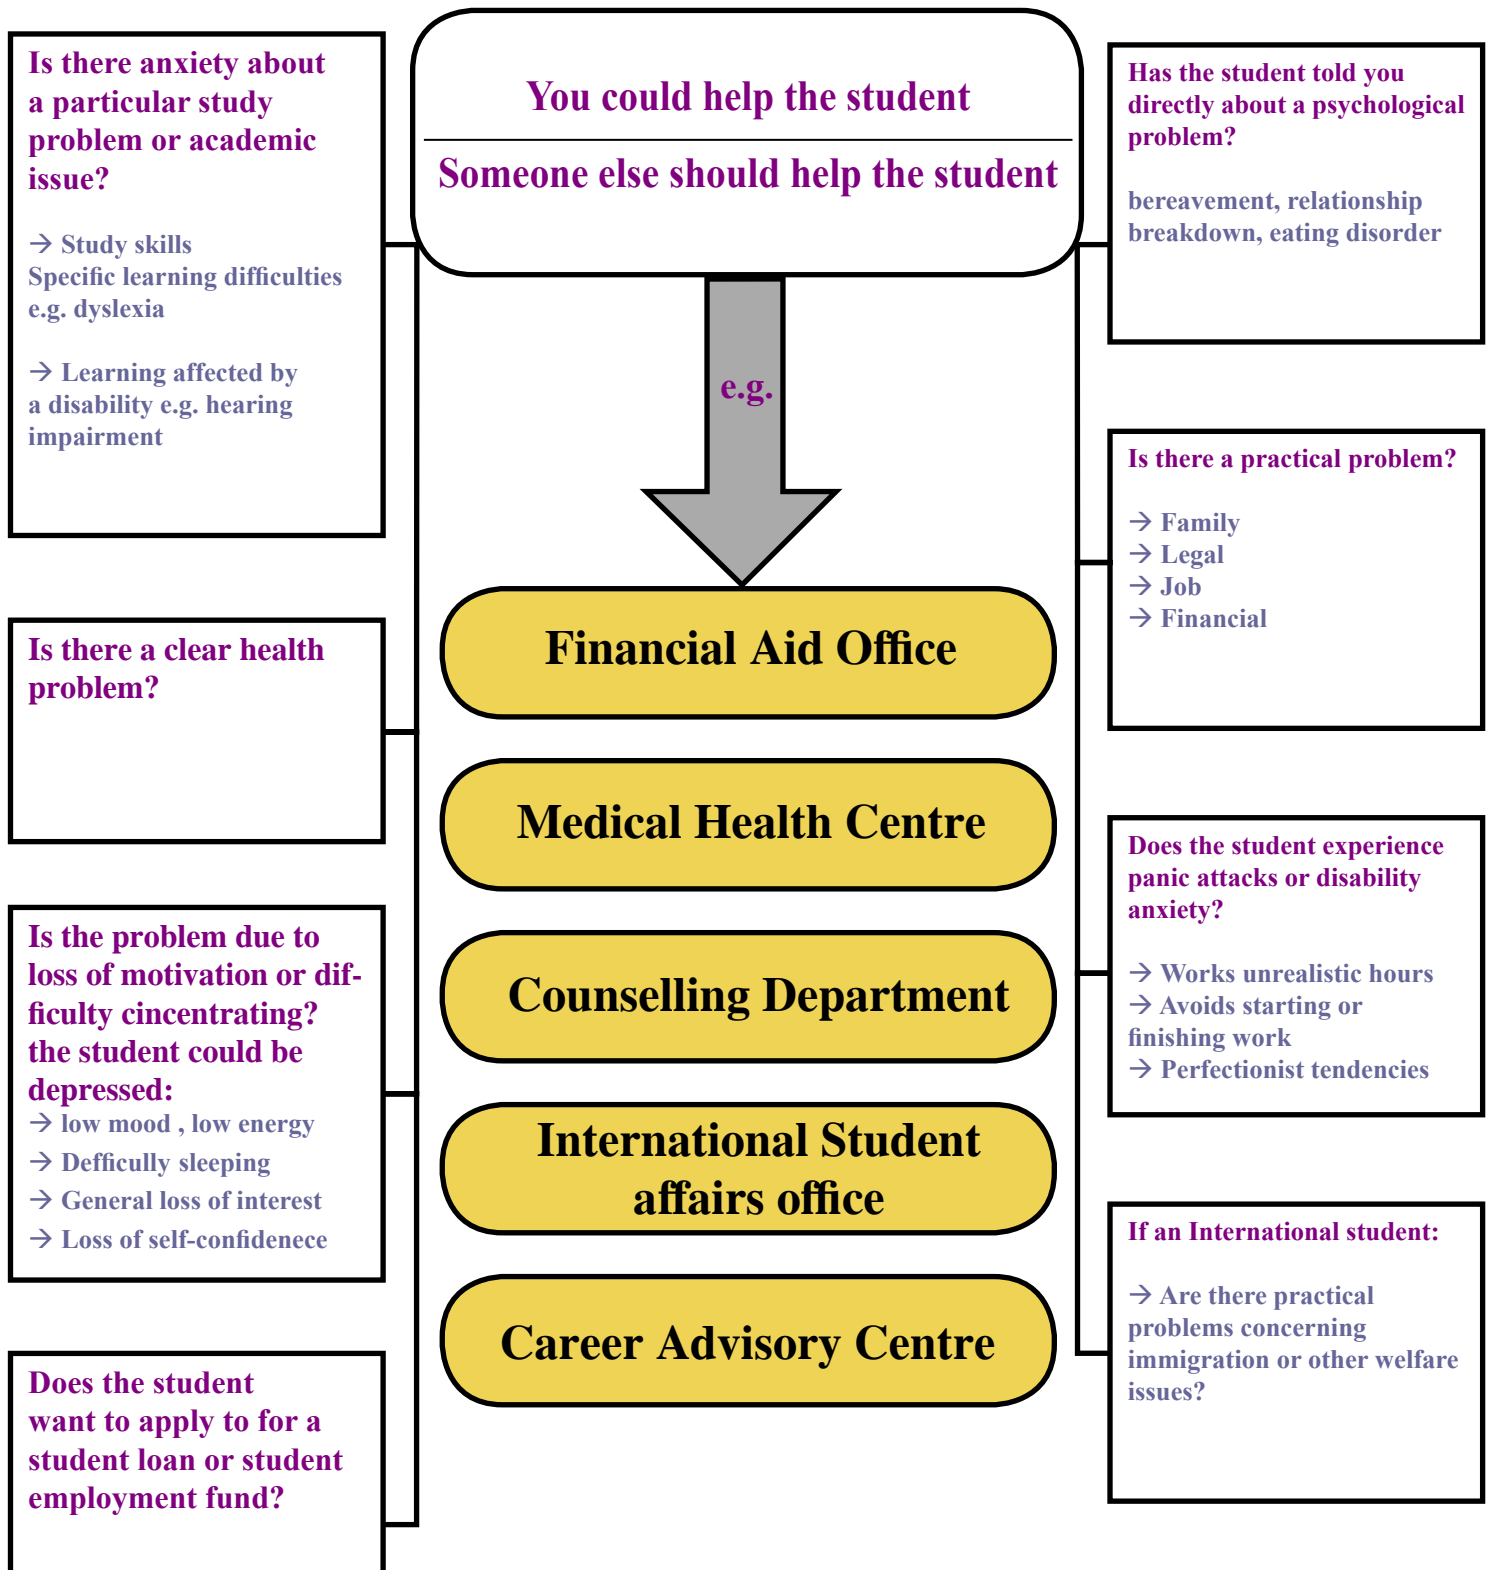 Is there anxiety about
a particular study
problem or academic
issue?
→ Study skills
Specific learning difficulties
e.g. dyslexia
→ Learning affected by
a disability e.g. hearing
impairment
Is there a clear health
problem?
Is the problem due to
loss of motivation or dif-
ficulty cincentrating?
the student could be
depressed:
→ low mood , low energy
→ Defficully sleeping
→ General loss of interest
→ Loss of self-confidenece
Does the student
want to apply to for a
student loan or student
employment fund?
You could help the student
Someone else should help the student
e.g.
Financial Aid Office
Medical Health Centre
Counselling Department
International Student
affairs office
Career Advisory Centre
Has the student told you
directly about a psychological
problem?
bereavement, relationship
breakdown, eating disorder
Is there a practical problem?
→ Family
→ Legal
→ Job
→ Financial
Does the student experience
panic attacks or disability
anxiety?
→ Works unrealistic hours
→ Avoids starting or
finishing work
→ Perfectionist tendencies
If an International student:
→ Are there practical
problems concerning
immigration or other welfare
issues?